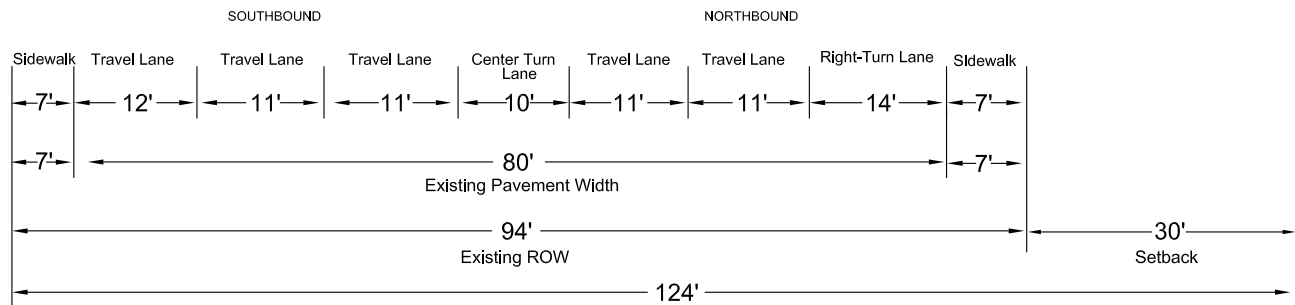 SOUTHBOUND NORTHBOUND
Sidewalk Travel Lane Travel Lane Travel Lane Center Turn Lane Travel Lane Travel Lane Right-Turn Lane Sidewalk
7' 12' 11' 11' 10' 11' 11' 14' 7'
7' 80' 7'
Existing Pavement Width
94' 30'
Existing ROW Setback
124'